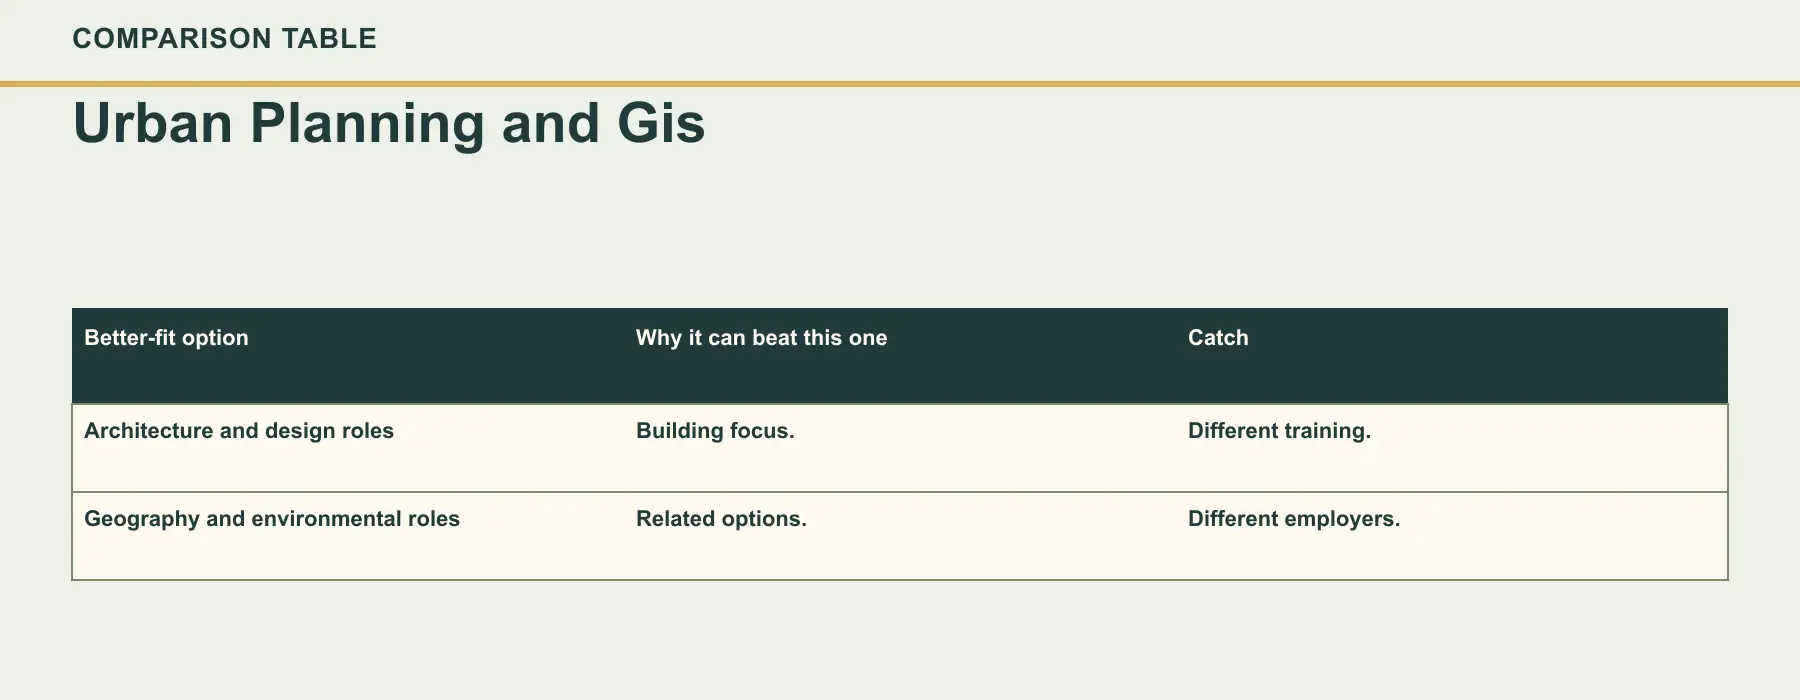 COMPARISON TABLE
Urban Planning and Gis
Better-fit option Why it can beat this one Catch
Architecture and design roles Building focus. Different training.
Geography and environmental roles Related options. Different employers.